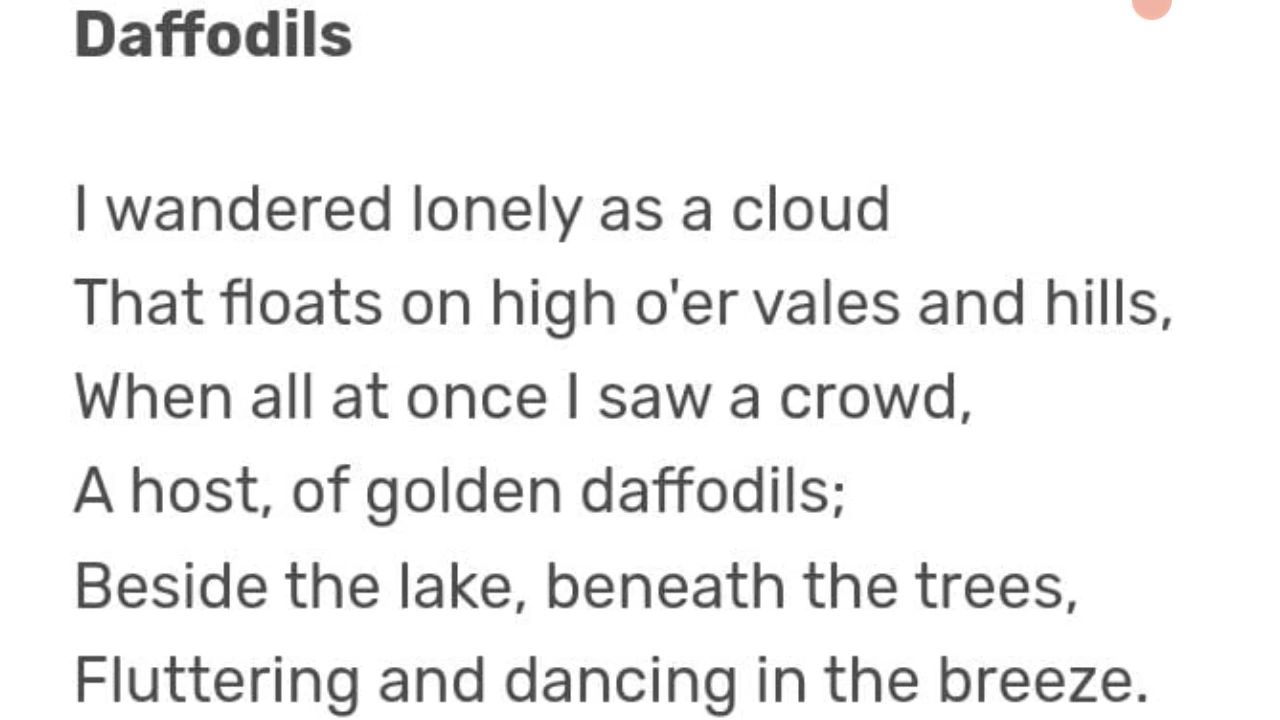 Daffodils
I wandered lonely as a cloud
That floats on high o'er vales and hills,
When all at once I saw a crowd,
A host, of golden daffodils;
Beside the lake, beneath the trees,
Fluttering and dancing in the breeze.